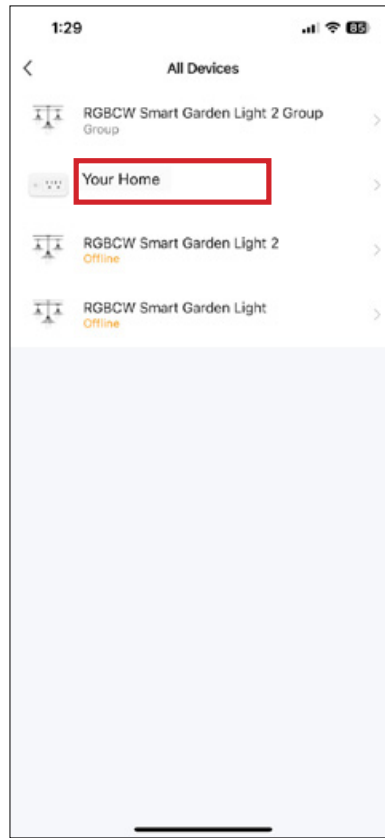 1:29
85
All Devices
RGBCW Smart Garden Light 2 Group
Group
Your Home
RGBCW Smart Garden Light 2
Offline
RGBCW Smart Garden Light
Offline